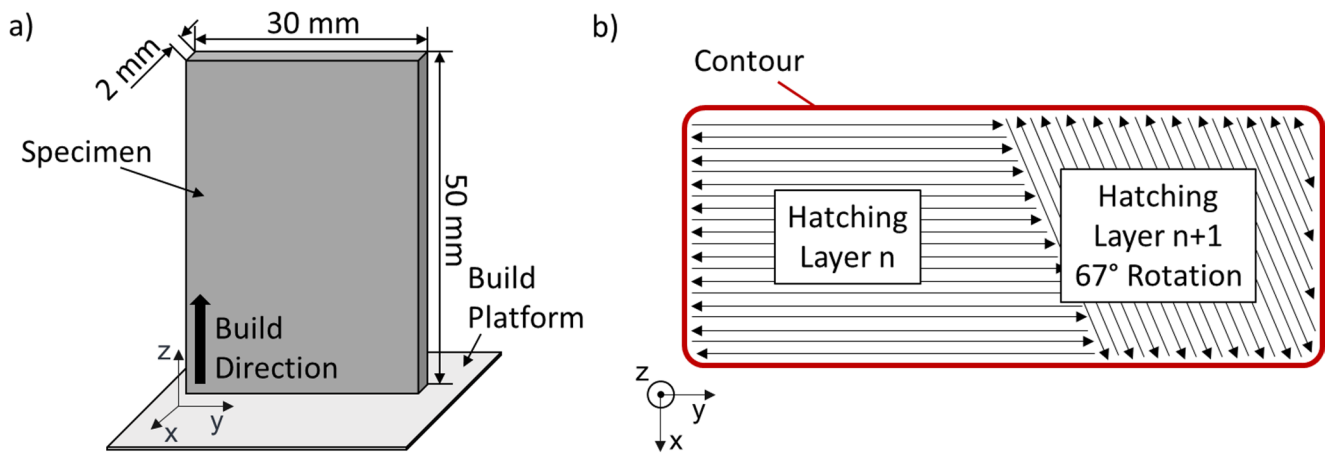 a)
30 mm
2 mm
Specimen
50 mm
Build
Direction
Build
Platform
z
y
x
b)
Contour
Hatching
Layer n
Hatching
Layer n+1
67° Rotation
z
y
x